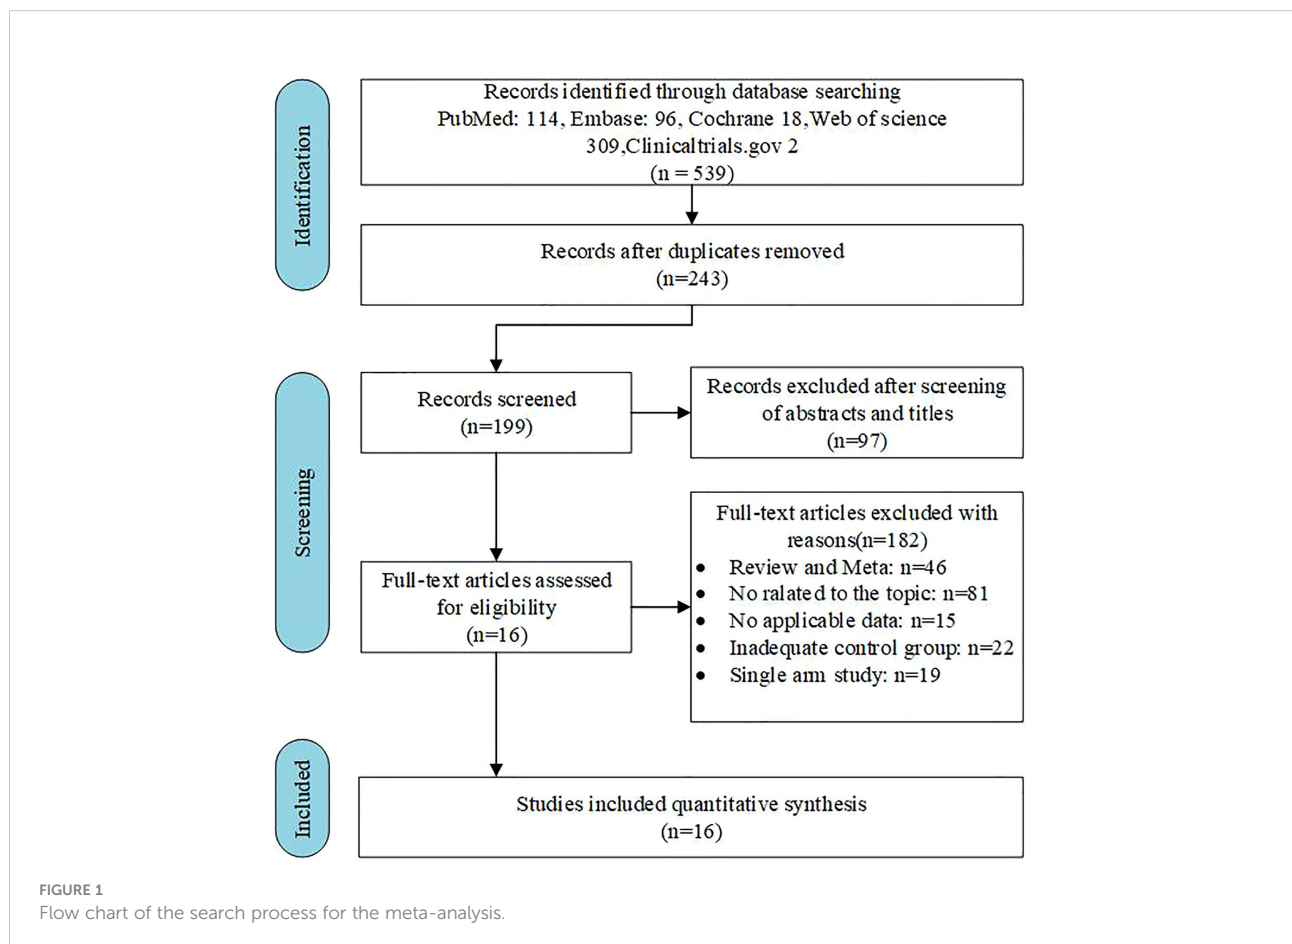 Identification
Records identified through database searching
PubMed: 114, Embase: 96, Cochrane 18,Web of science
309,Clinicaltrials.gov 2
(n = 539)
Records after duplicates removed
(n=243)
Screening
Records screened
(n=199)
Records excluded after screening
of abstracts and titles
(n=97)
Full-text articles assessed
for eligibility
(n=16)
Full-text articles excluded with
reasons(n=182)
● Review and Meta: n=46
● No ralated to the topic: n=81
● No applicable data: n=15
● Inadequate control group: n=22
● Single arm study: n=19
Included
Studies included quantitative synthesis
(n=16)
FIGURE 1
Flow chart of the search process for the meta-analysis.